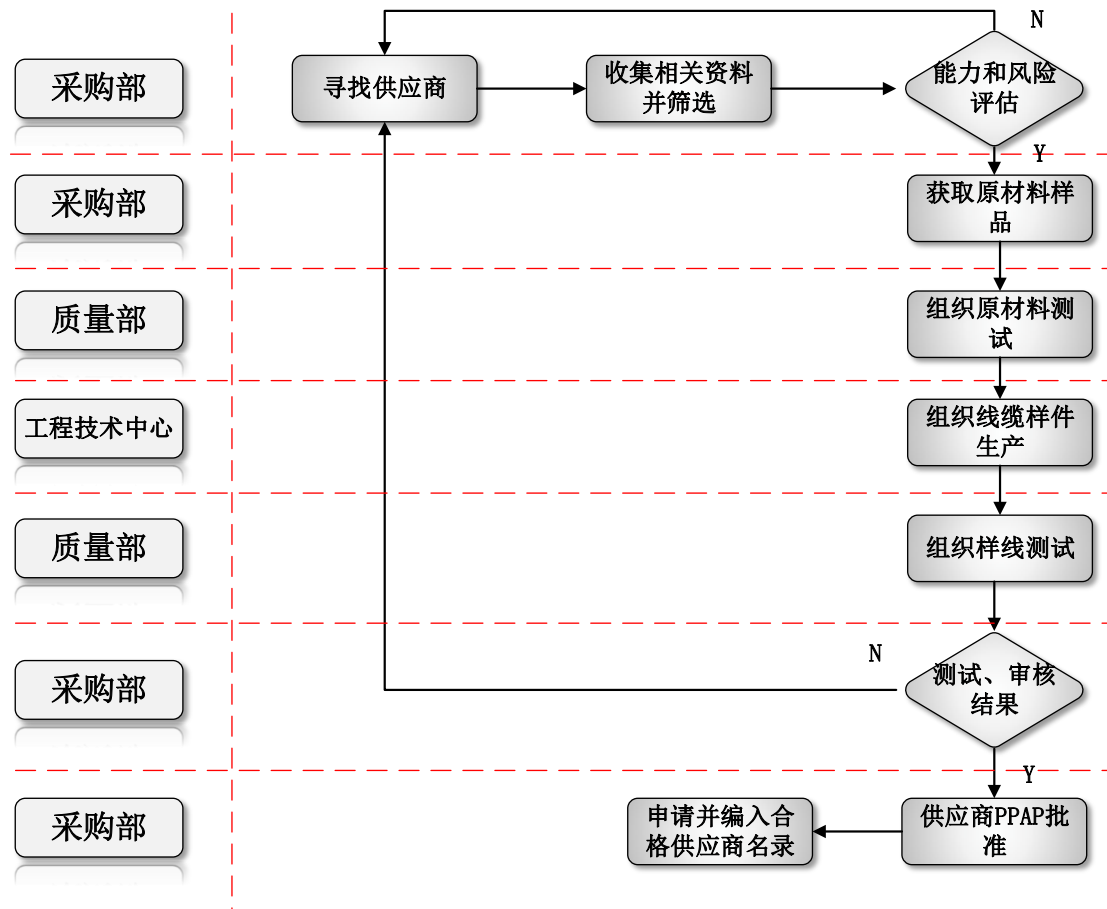 N
采购部
寻找供应商
收集相关资料
并筛选
能力和风险
评估
Y
采购部
获取原材料样
品
质量部
组织原材料测
试
工程技术中心
组织线缆样件
生产
质量部
组织样线测试
N
采购部
测试、审核
结果
Y
采购部
申请并编入合
格供应商名录
供应商PPAP批
准